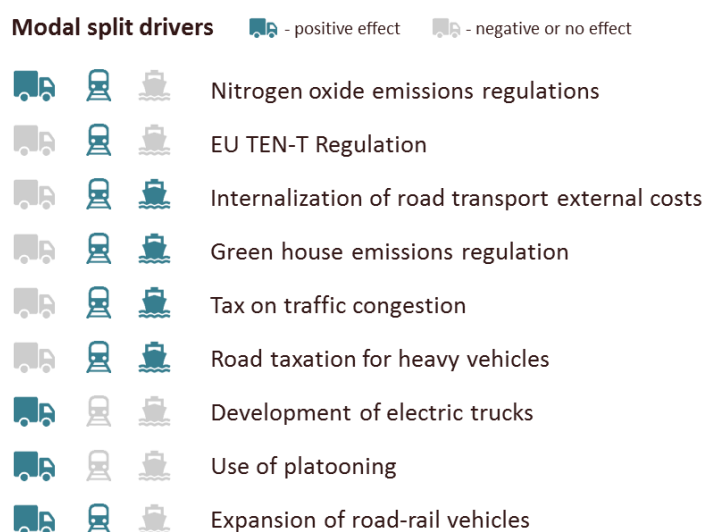 Modal split drivers - positive effect - negative or no effect
Nitrogen oxide emissions regulations
EU TEN-T Regulation
Internalization of road transport external costs
Green house emissions regulation
Tax on traffic congestion
Road taxation for heavy vehicles
Development of electric trucks
Use of platooning
Expansion of road-rail vehicles